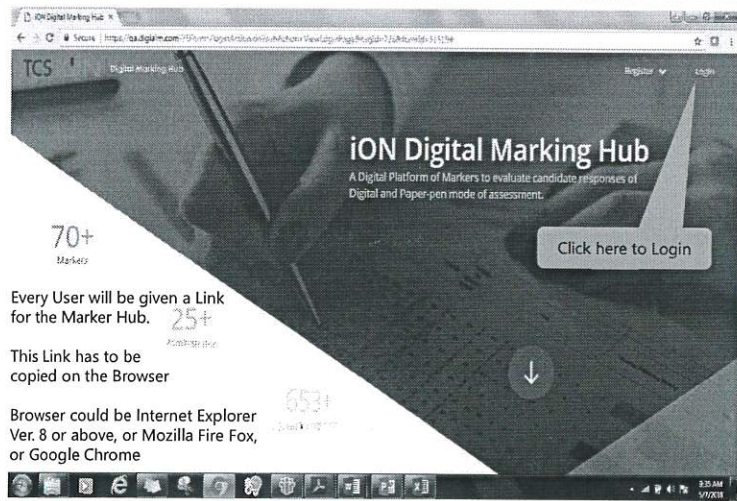 iON Digital Marking Hub
Secure
TCS
Digital Marking Hub
Register
Login
iON Digital Marking Hub
A Digital Platform of Markers to evaluate candidate responses of
Digital and Paper-pen mode of assessment.
Click here to Login
70+
Markers
Every User will be given a Link
for the Marker Hub.
25+
This Link has to be
copied on the Browser
653+
Browser could be Internet Explorer
Ver. 8 or above, or Mozilla Fire Fox,
or Google Chrome
9:35 AM
5/7/2018